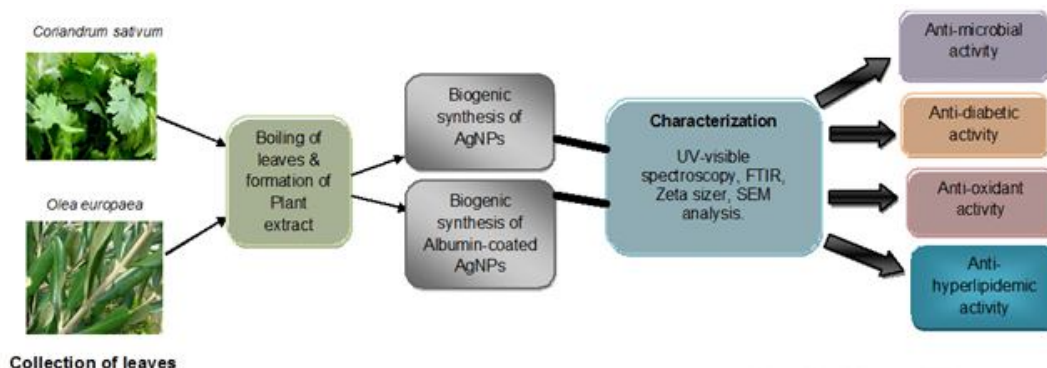 Coriandrum sativum
Olea europaea
Collection of leaves
Boiling of
leaves &
formation of
Plant
extract
Biogenic
synthesis of
AgNPs
Biogenic
synthesis of
Albumin-coated
AgNPs
Characterization
UV-visible
spectroscopy, FTIR,
Zeta sizer, SEM
analysis.
Anti-microbial
activity
Anti-diabetic
activity
Anti-oxidant
activity
Anti-
hyperlipidemic
activity